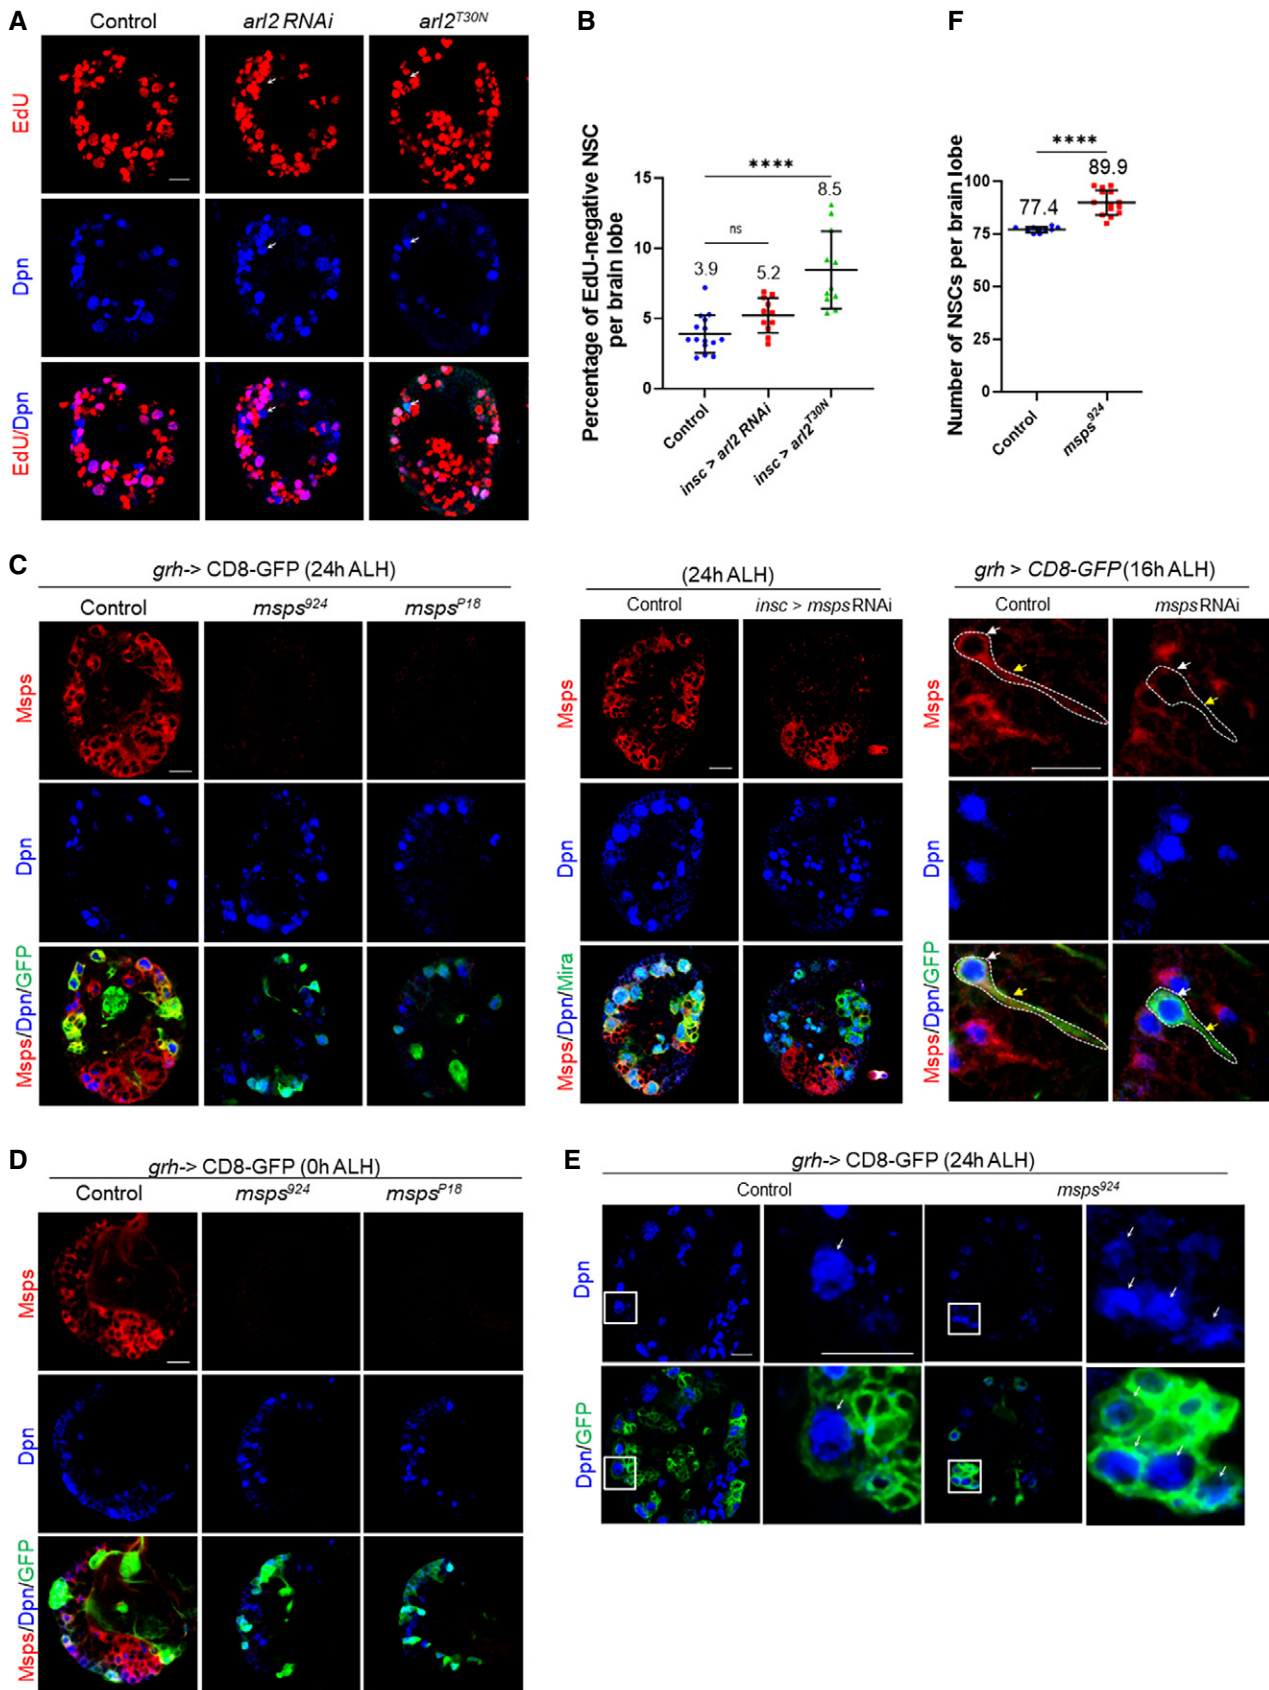 A
Control
arl2 RNAi
arl2T30N
EdU
Dpn
EdU/Dpn
B
Percentage of EdU-negative NSC
per brain lobe
15
10
5
0
****
ns
3.9
5.2
8.5
Control
insc > arl2 RNAi
insc > arl2T30N
F
Number of NSCs per brain lobe
100
75
50
25
0
****
77.4
89.9
Control
msps924
C
grh-> CD8-GFP (24h ALH)
Control
msps924
mspsP18
Msps
Dpn
Msps/Dpn/GFP
(24h ALH)
Control
insc > msps RNAi
Msps
Dpn
Msps/Dpn/Mira
grh > CD8-GFP (16h ALH)
Control
msps RNAi
Msps
Dpn
Msps/Dpn/GFP
D
grh-> CD8-GFP (0h ALH)
Control
msps924
mspsP18
Msps
Dpn
Msps/Dpn/GFP
E
grh-> CD8-GFP (24h ALH)
Control
msps924
Dpn
Dpn/GFP